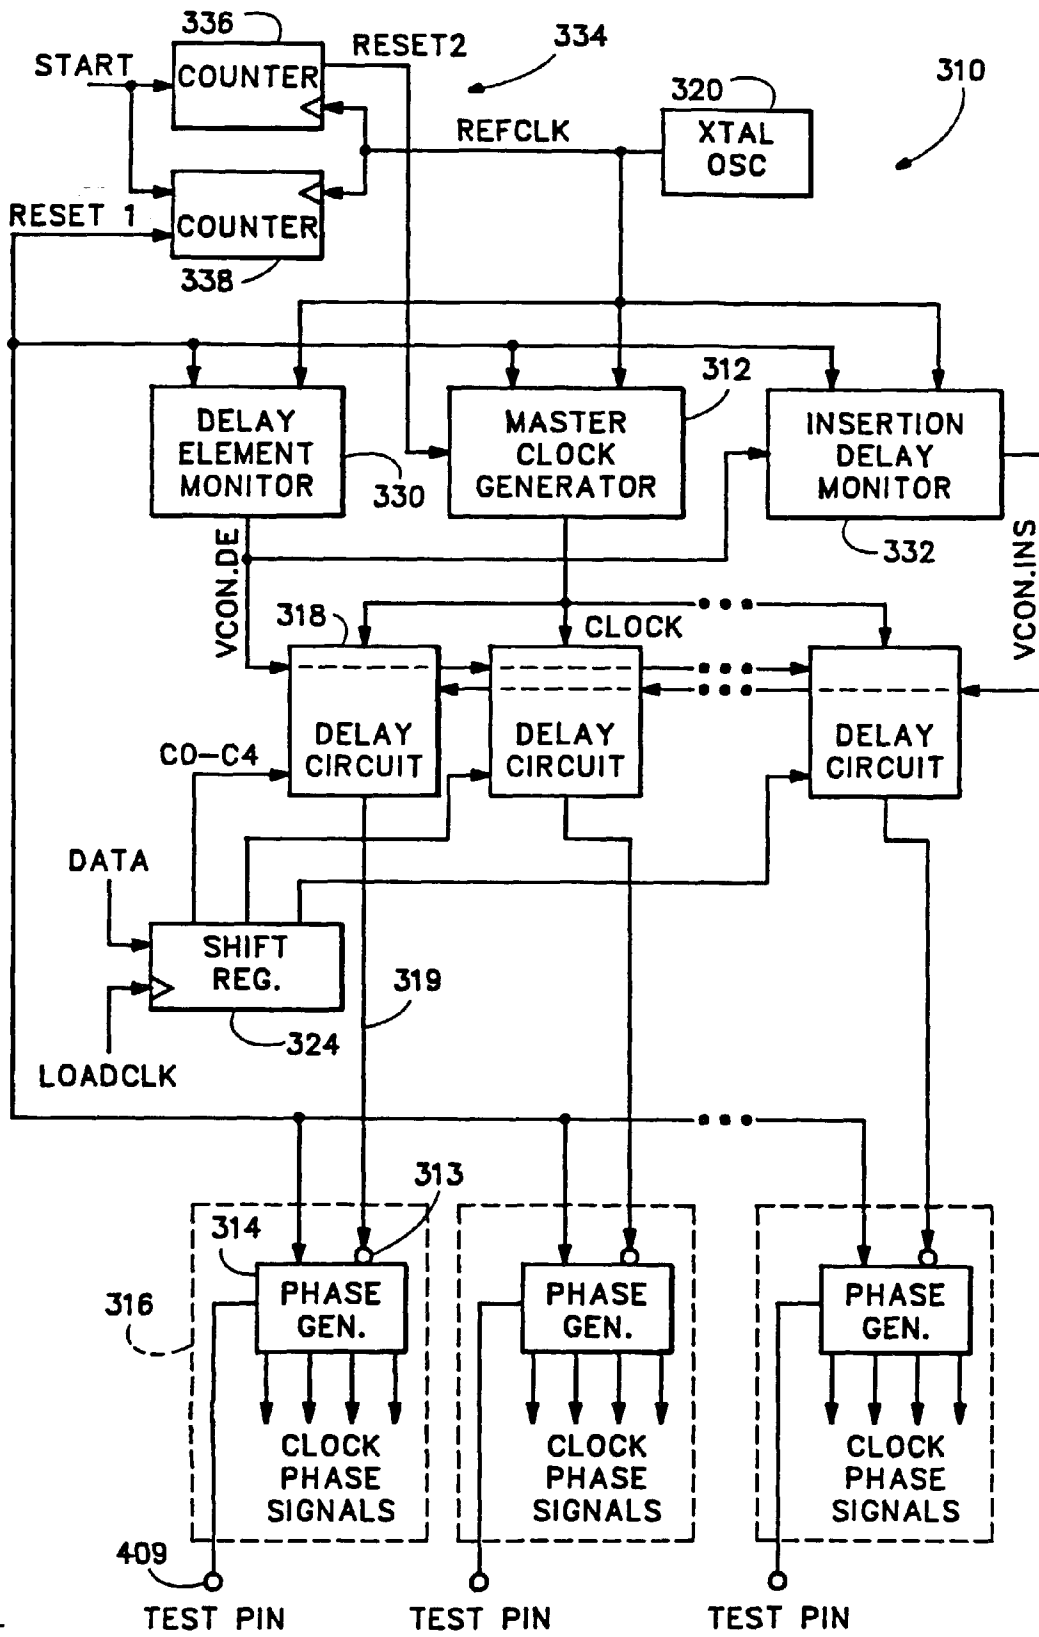 336
RESET2
334
START
COUNTER
320
310
REFCLK
XTAL
OSC
RESET 1
COUNTER
338
312
DELAY
ELEMENT
MONITOR
330
MASTER
CLOCK
GENERATOR
INSERTION
DELAY
MONITOR
332
VCON.DE
VCON.INS
318
CLOCK
DELAY
CIRCUIT
DELAY
CIRCUIT
DELAY
CIRCUIT
C0-C4
DATA
SHIFT
REG.
319
324
LOADCLK
313
314
316
PHASE
GEN.
PHASE
GEN.
PHASE
GEN.
CLOCK
PHASE
SIGNALS
CLOCK
PHASE
SIGNALS
CLOCK
PHASE
SIGNALS
409
TEST PIN
TEST PIN
TEST PIN